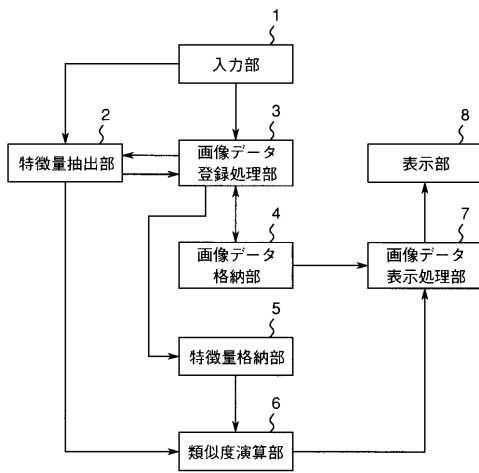 1
入力部
2
特徴量抽出部
3
画像データ
登録処理部
8
表示部
4
画像データ
格納部
7
画像データ
表示処理部
5
特徴量格納部
6
類似度演算部